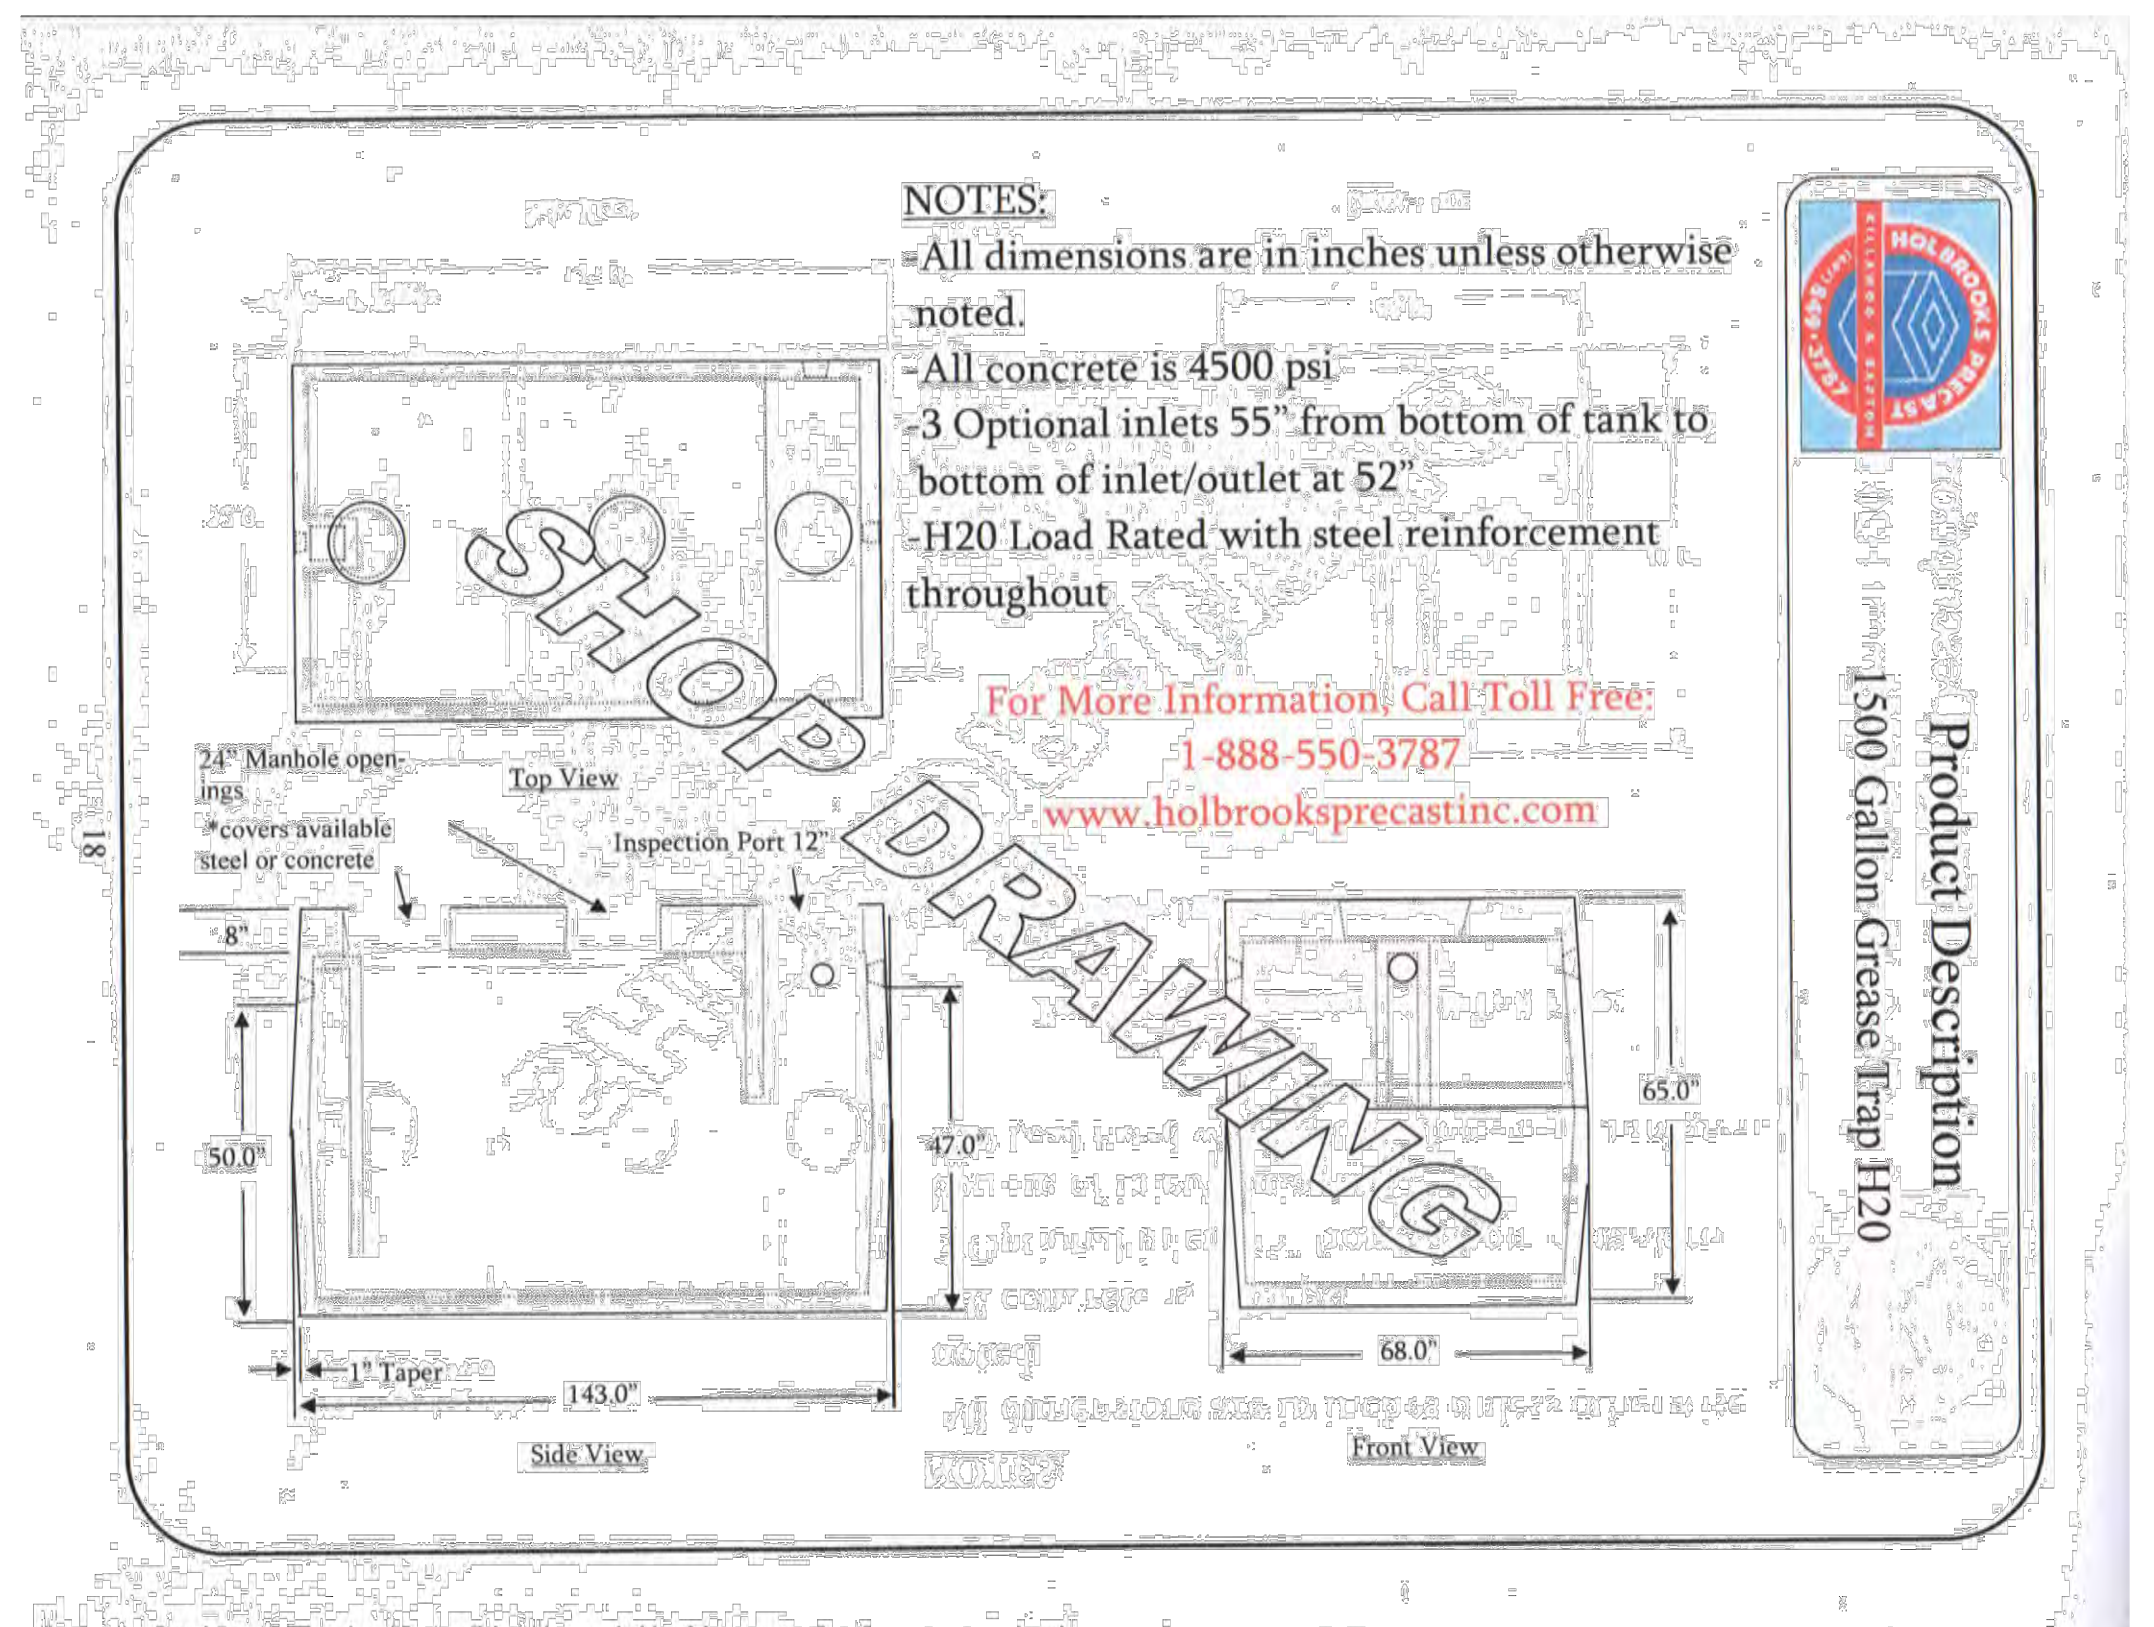 NOTES:
-All dimensions are in inches unless otherwise
noted.
-All concrete is 4500 psi
-3 Optional inlets 55” from bottom of tank to
bottom of inlet/outlet at 52”
-H20 Load Rated with steel reinforcement
throughout
For More Information, Call Toll Free:
1-888-550-3787
www.holbrooksprecastinc.com
SHOP DRAWING
24” Manhole open-
ings
*covers available
steel or concrete
Top View
Inspection Port 12”
8”
50.0”
47.0”
1” Taper
143.0”
Side View
65.0”
68.0”
Front View
18
HOLBROOKS PRECAST
(207) 698-3787
Product Description
1500 Gallon Grease Trap H20